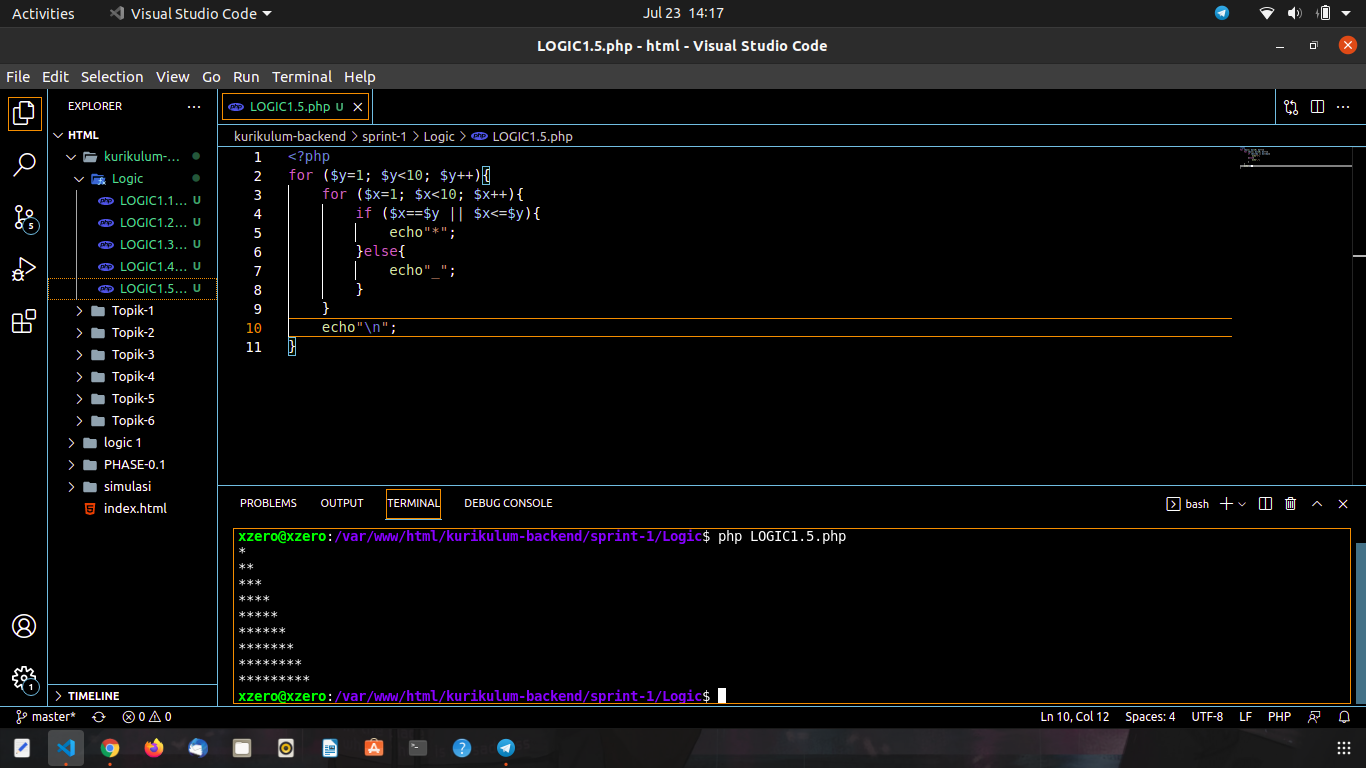 Activities Visual Studio Code Jul 23 14:17
LOGIC1.5.php - html - Visual Studio Code
File Edit Selection View Go Run Terminal Help
EXPLORER
HTML
kurikulum-...
Logic
LOGIC1.1... U
LOGIC1.2... U
LOGIC1.3... U
LOGIC1.4... U
LOGIC1.5... U
Topik-1
Topik-2
Topik-3
Topik-4
Topik-5
Topik-6
logic 1
PHASE-0.1
simulasi
index.html
TIMELINE
LOGIC1.5.php U
kurikulum-backend > sprint-1 > Logic > LOGIC1.5.php
1 <?php
2 for ($y=1; $y<10; $y++){
3     for ($x=1; $x<10; $x++){
4         if ($x==$y || $x<=$y){
5             echo"*";
6         }else{
7             echo"_";
8         }
9     }
10     echo"\n";
11 }
PROBLEMS OUTPUT TERMINAL DEBUG CONSOLE bash
xzero@xzero:/var/www/html/kurikulum-backend/sprint-1/Logic$ php LOGIC1.5.php
*
**
***
****
*****
******
*******
********
*********
xzero@xzero:/var/www/html/kurikulum-backend/sprint-1/Logic$
5
1
master* 0 0 Ln 10, Col 12 Spaces: 4 UTF-8 LF PHP